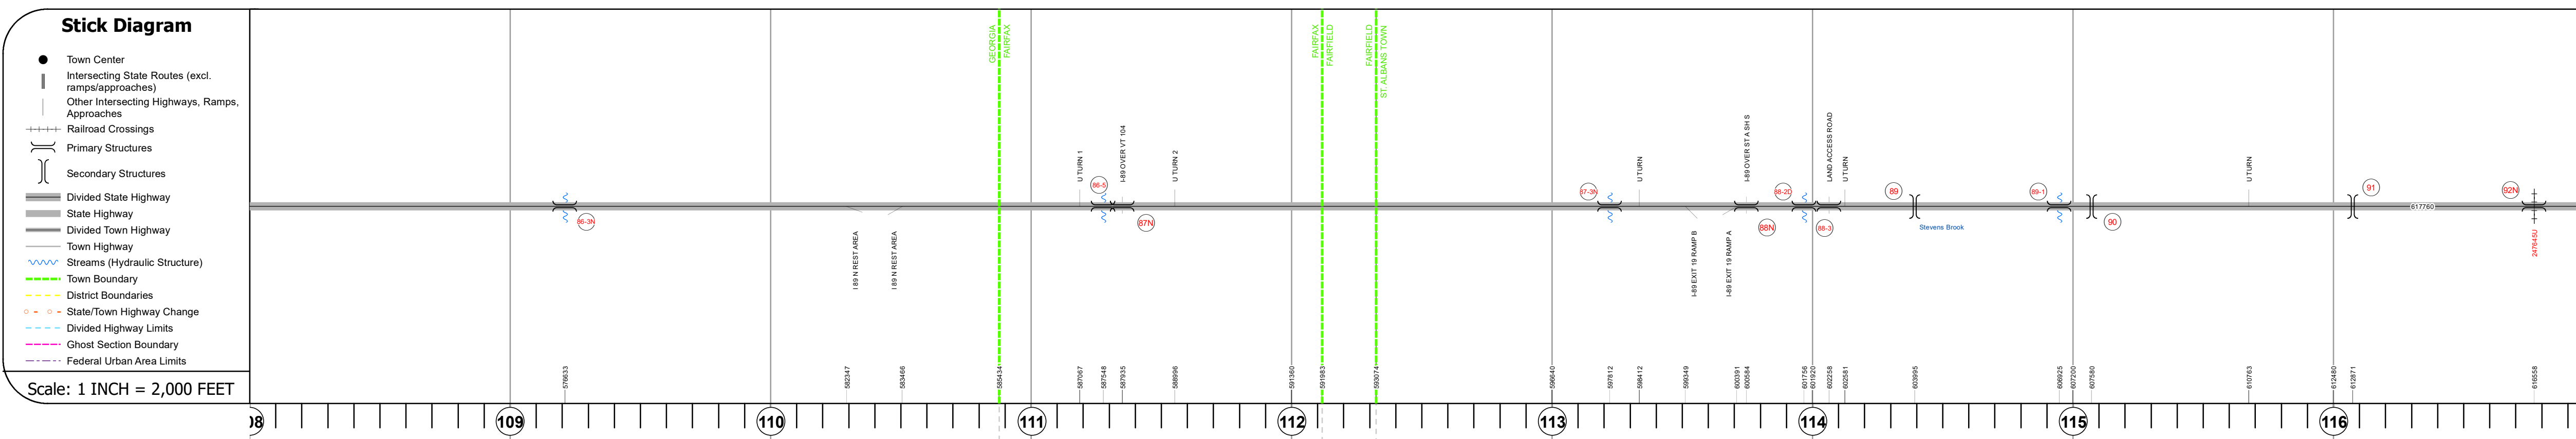 Stick Diagram
Town Center
Intersecting State Routes (excl.
ramps/approaches)
Other Intersecting Highways, Ramps,
Approaches
Railroad Crossings
Primary Structures
Secondary Structures
Divided State Highway
State Highway
Divided Town Highway
Town Highway
Streams (Hydraulic Structure)
Town Boundary
District Boundaries
State/Town Highway Change
Divided Highway Limits
Ghost Section Boundary
Federal Urban Area Limits
Scale: 1 INCH = 2,000 FEET
GEORGIA
FAIRFAX
FAIRFAX
FAIRFIELD
FAIRFIELD
ST. ALBANS TOWN
U TURN 1
I-89 OVER VT 104
U TURN 2
U TURN
I-89 OVER ST A SH S
LAND ACCESS ROAD
U TURN
U TURN
86-3N
86-5
87N
87-3N
88N
88-2D
88-3
89
Stevens Brook
89-1
90
91
92N
617760
247645U
I 89 N REST AREA
I 89 N REST AREA
I-89 EXIT 19 RAMP B
I-89 EXIT 19 RAMP A
576633
582347
583466
585434
587067
587548
587935
588996
591360
591983
593074
596640
597812
598412
599349
600391
600584
601756
601920
602258
602581
603995
606925
607200
607580
610763
612480
612871
616558
08
109
110
111
112
113
114
115
116